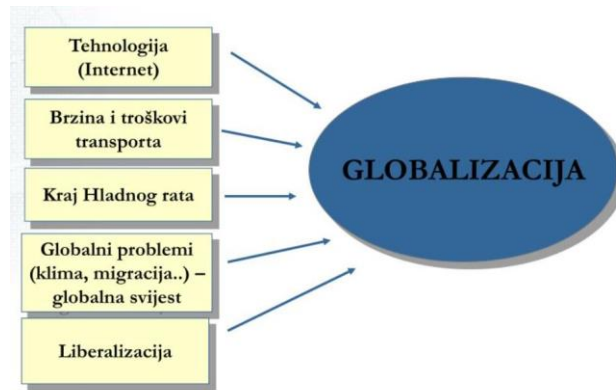 Tehnologija
(Internet)
Brzina i troškovi
transporta
Kraj Hladnog rata
Globalni problemi
(klima, migracija..) –
globalna svijest
Liberalizacija
GLOBALIZACIJA